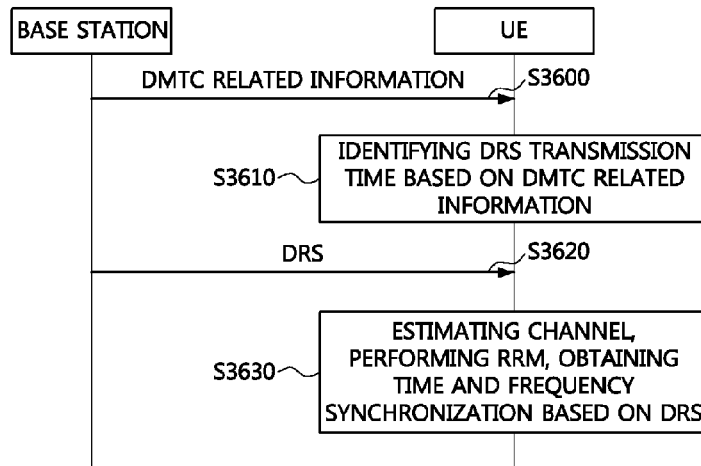 BASE STATION
UE
DMTC RELATED INFORMATION
S3600
S3610
IDENTIFYING DRS TRANSMISSION
TIME BASED ON DMTC RELATED
INFORMATION
DRS
S3620
S3630
ESTIMATING CHANNEL,
PERFORMING RRM, OBTAINING
TIME AND FREQUENCY
SYNCHRONIZATION BASED ON DRS